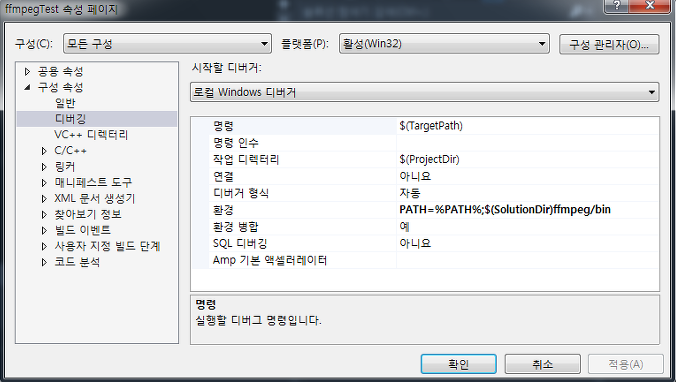 ffmpegTest 속성 페이지
구성(C): 모든 구성 플랫폼(P): 활성(Win32) 구성 관리자(O)...
공용 속성
구성 속성
일반
디버깅
VC++ 디렉터리
C/C++
링커
매니페스트 도구
XML 문서 생성기
찾아보기 정보
빌드 이벤트
사용자 지정 빌드 단계
코드 분석
시작할 디버거:
로컬 Windows 디버거
명령 $(TargetPath)
명령 인수
작업 디렉터리 $(ProjectDir)
연결 아니요
디버거 형식 자동
환경 PATH=%PATH%;$(SolutionDir)ffmpeg/bin
환경 병합 예
SQL 디버깅 아니요
Amp 기본 액셀러레이터
명령
실행할 디버그 명령입니다.
확인 취소 적용(A)